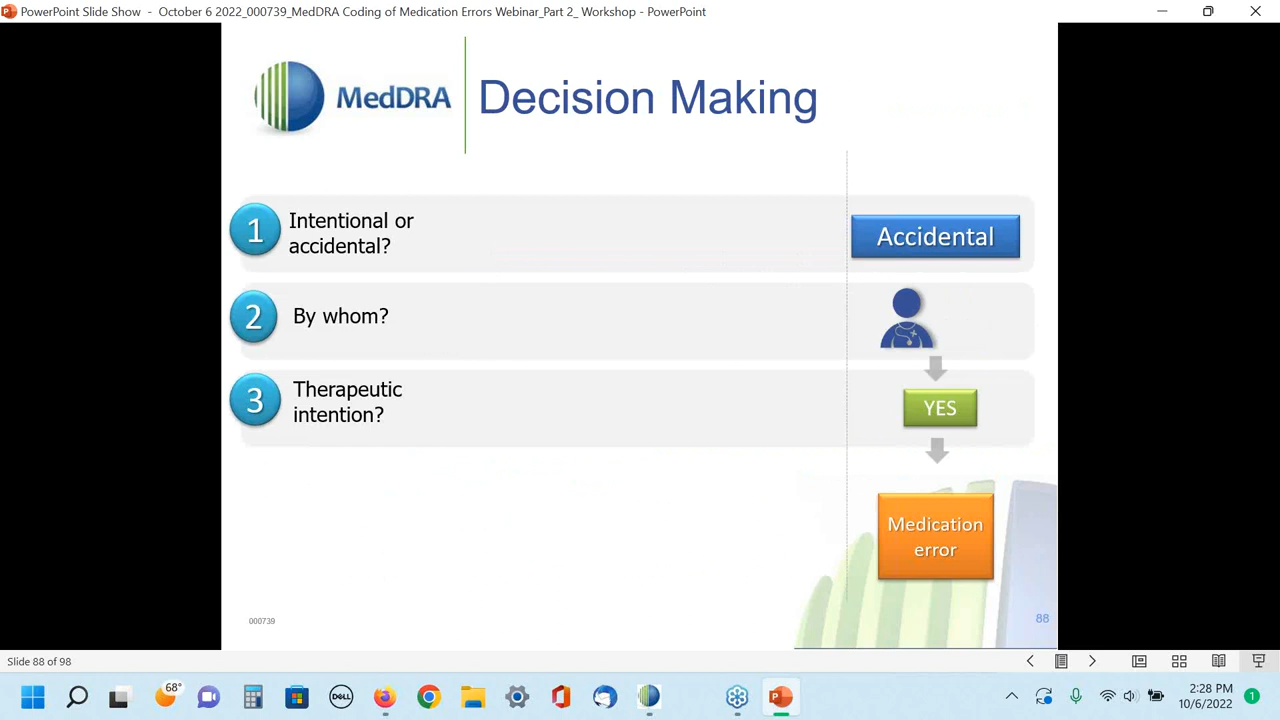 PowerPoint Slide Show - October 6 2022_000739_MedDRA Coding of Medication Errors Webinar_Part 2_ Workshop - PowerPoint
MedDRA
Decision Making
1
Intentional or
accidental?
Accidental
2
By whom?
3
Therapeutic
intention?
YES
Medication
error
000739
88
Slide 88 of 98
68°
DELL
2:28 PM
10/6/2022
1